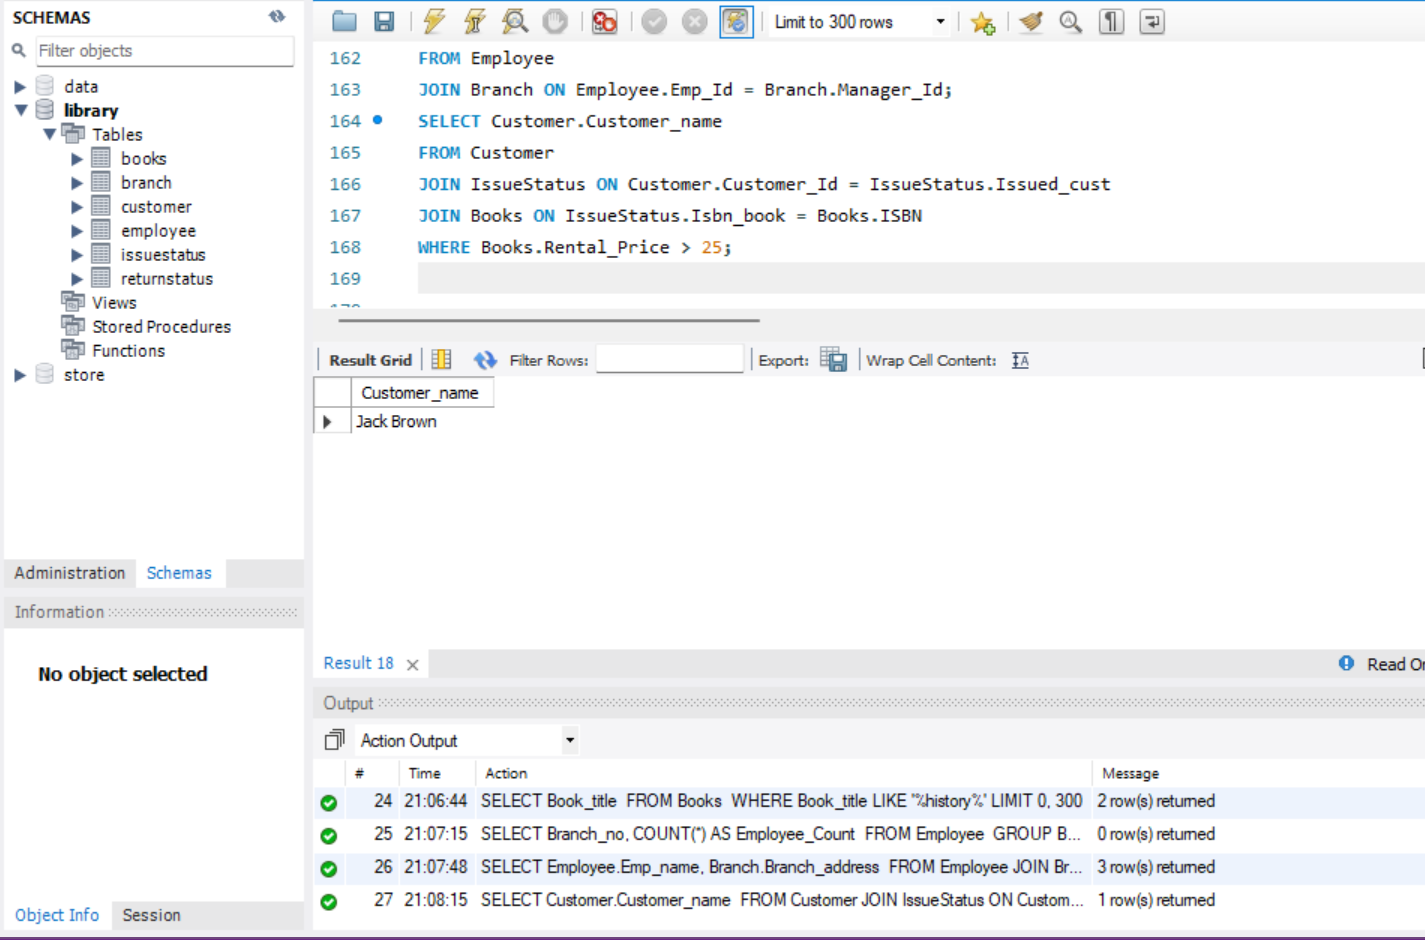 SCHEMAS
Filter objects
data
library
Tables
books
branch
customer
employee
issuestatus
returnstatus
Views
Stored Procedures
Functions
store
Administration
Schemas
Information
No object selected
Object Info
Session
Limit to 300 rows
162 FROM Employee
163 JOIN Branch ON Employee.Emp_Id = Branch.Manager_Id;
164 SELECT Customer.Customer_name
165 FROM Customer
166 JOIN IssueStatus ON Customer.Customer_Id = IssueStatus.Issued_cust
167 JOIN Books ON IssueStatus.Isbn_book = Books.ISBN
168 WHERE Books.Rental_Price > 25;
169
Result Grid Filter Rows: Export: Wrap Cell Content:
Customer_name
Jack Brown
Result 18 Read
Output
Action Output
# Time Action Message
24 21:06:44 SELECT Book_title FROM Books WHERE Book_title LIKE '%history%' LIMIT 0, 300 2 row(s) returned
25 21:07:15 SELECT Branch_no, COUNT(*) AS Employee_Count FROM Employee GROUP B... 0 row(s) returned
26 21:07:48 SELECT Employee.Emp_name, Branch.Branch_address FROM Employee JOIN Br... 3 row(s) returned
27 21:08:15 SELECT Customer.Customer_name FROM Customer JOIN IssueStatus ON Custom... 1 row(s) returned